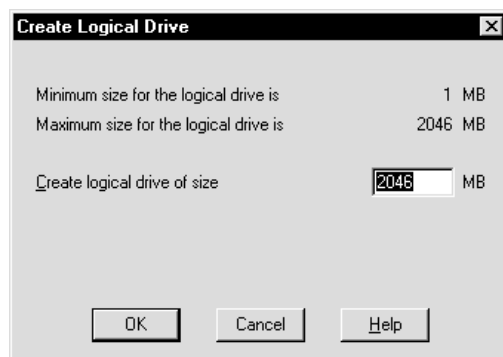 Create Logical Drive
Minimum size for the logical drive is 1 MB
Maximum size for the logical drive is 2046 MB
Create logical drive of size 2046 MB
OK Cancel Help